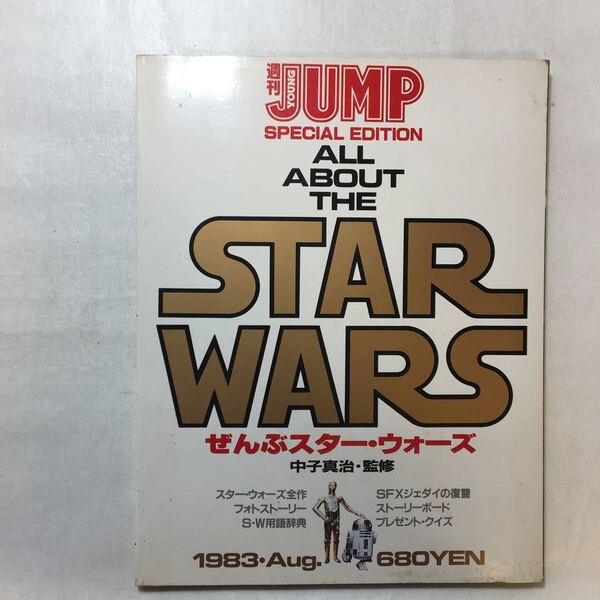 週刊
YOUNG
JUMP
SPECIAL EDITION
ALL
ABOUT
THE
STAR
WARS
ぜんぶスター・ウォーズ
中子真治・監修
スター・ウォーズ全作
フォトストーリー
S・W用語辞典
SFXジェダイの復讐
ストーリーボード
プレゼント・クイズ
1983・Aug.
680YEN